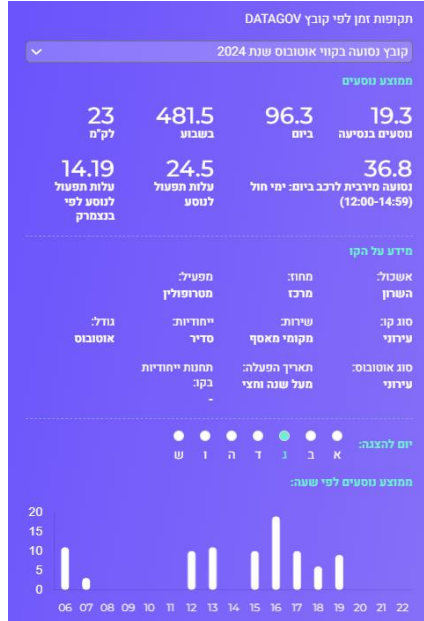 תקופות זמן לפי קובץ DATAGOV
קובץ נסועה בקווי אוטובוס שנת 2024
ממוצע נוסעים
19.3 96.3 481.5 23
נוסעים בנסיעה ביום בשבוע לק"מ
36.8 24.5 14.19
נסועה מירבית לרכב ביום: ימי חול עלות תפעול עלות תפעול
(12:00-14:59) לנוסע לנוסע לפי
בנצמרק
מידע על הקו
אשכול: מחוז: מפעיל:
השרון מרכז מטרופולין
סוג קו: שירות: ייחודיות: גודל:
עירוני מקומי מאסף סדיר אוטובוס
סוג אוטובוס: תאריך הפעלה: תחנות ייחודיות
עירוני מעל שנה וחצי בקו:
-
יום להצגה:
א ב ג ד ה ו ש
ממוצע נוסעים לפי שעה:
20
15
10
5
0
06 07 08 09 10 11 12 13 14 15 16 17 18 19 20 21 22